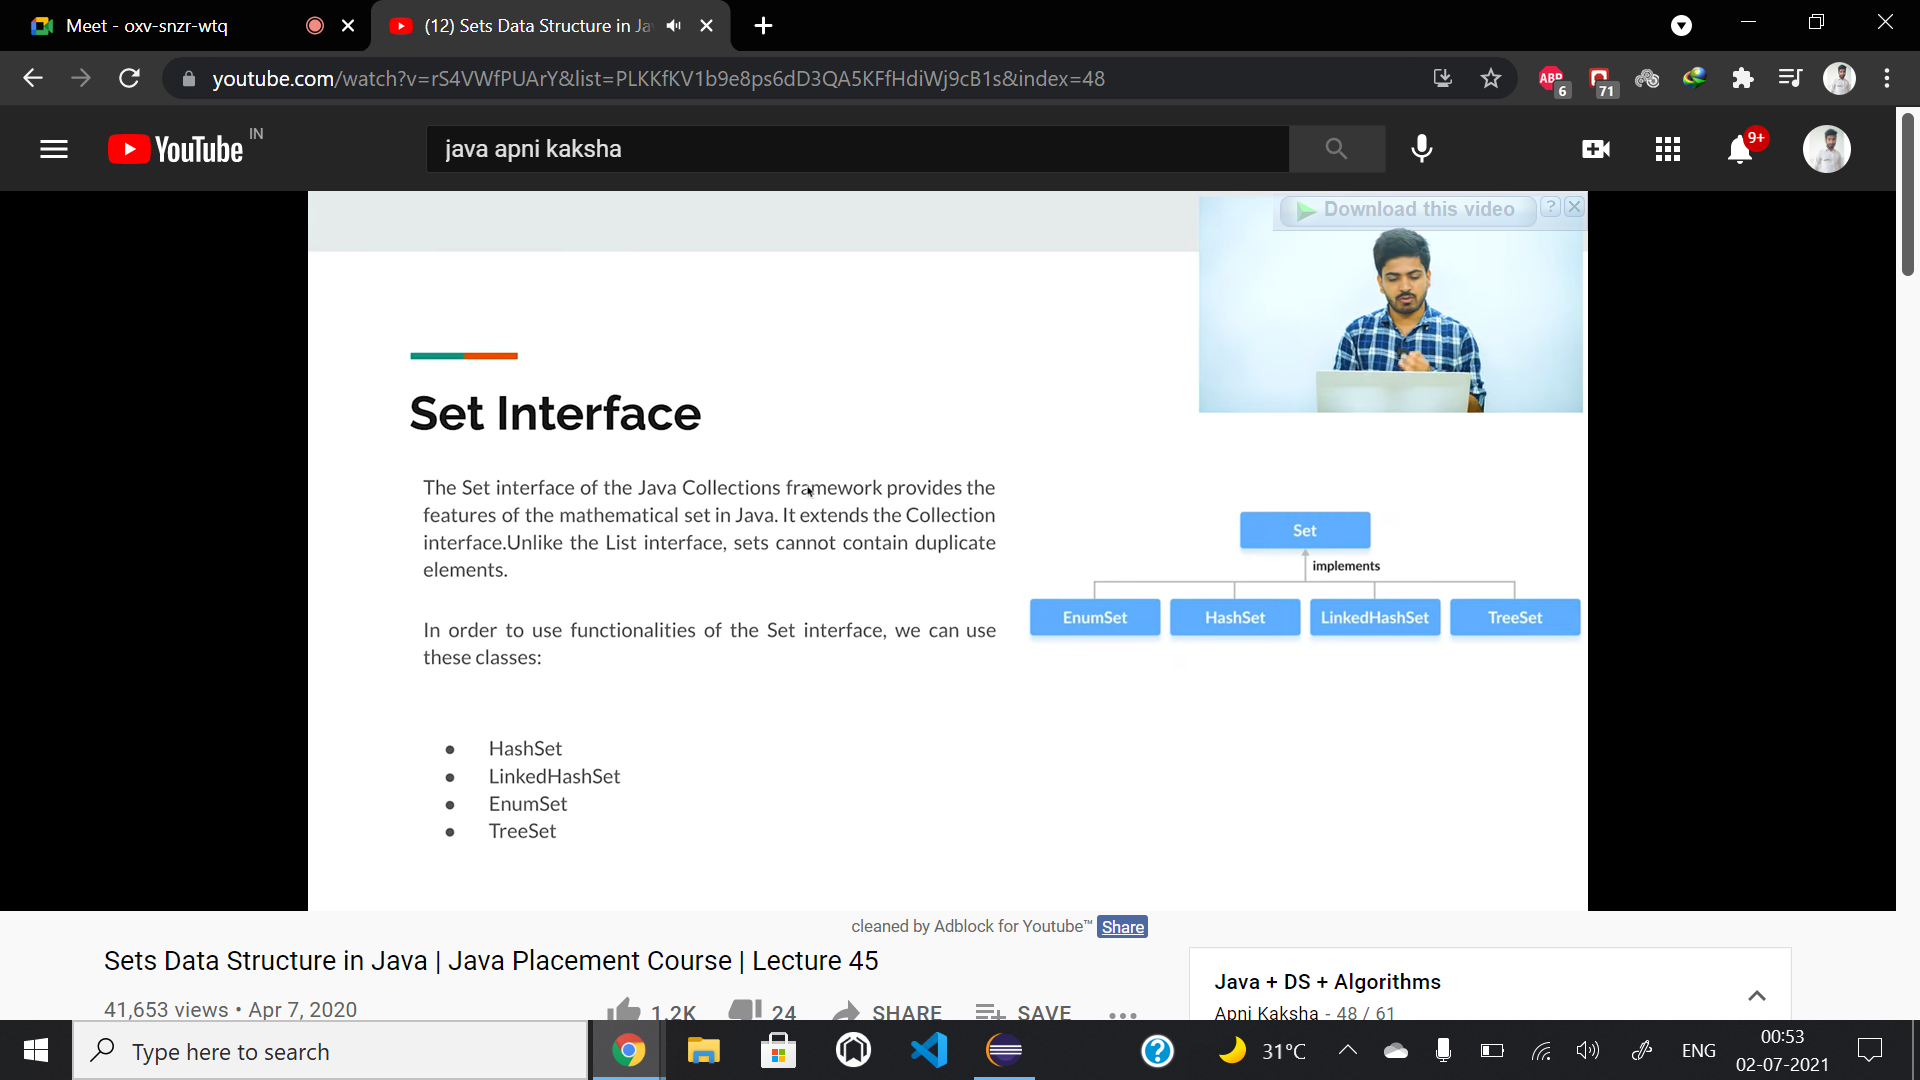 Meet - oxv-snzr-wtq
(12) Sets Data Structure in Ja
youtube.com/watch?v=rS4VWfPUArY&list=PLKKfKV1b9e8ps6dD3QA5KFfHdiWj9cB1s&index=48
ABP
6
71
YouTube IN
java apni kaksha
9+
Download this video
?
Set Interface
The Set interface of the Java Collections framework provides the
features of the mathematical set in Java. It extends the Collection
interface.Unlike the List interface, sets cannot contain duplicate
elements.
In order to use functionalities of the Set interface, we can use
these classes:
• HashSet
• LinkedHashSet
• EnumSet
• TreeSet
Set
implements
EnumSet HashSet LinkedHashSet TreeSet
cleaned by Adblock for Youtube™ Share
Sets Data Structure in Java | Java Placement Course | Lecture 45
41,653 views • Apr 7, 2020
1.2K 24 SHARE SAVE
Java + DS + Algorithms
Apni Kaksha - 48 / 61
Type here to search
?
31°C
ENG
00:53
02-07-2021